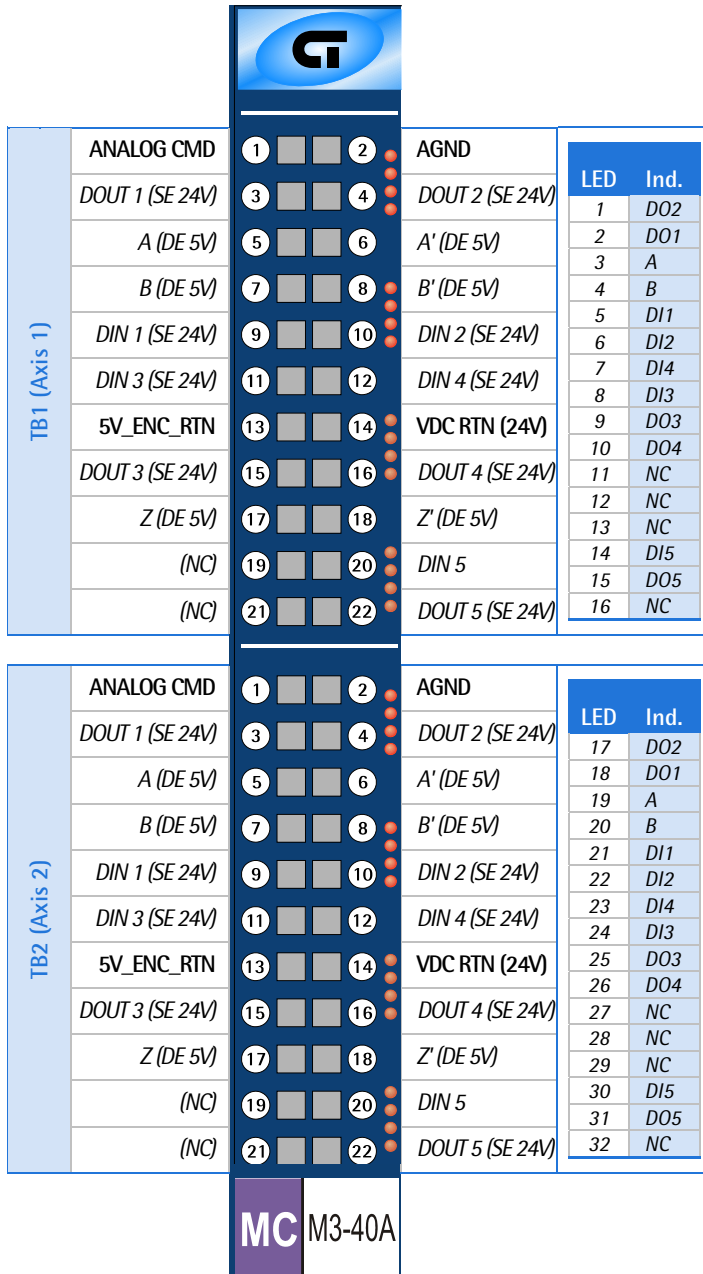 CT
TB1 (Axis 1)
ANALOG CMD 1 2 AGND
DOUT 1 (SE 24V) 3 4 DOUT 2 (SE 24V)
A (DE 5V) 5 6 A' (DE 5V)
B (DE 5V) 7 8 B' (DE 5V)
DIN 1 (SE 24V) 9 10 DIN 2 (SE 24V)
DIN 3 (SE 24V) 11 12 DIN 4 (SE 24V)
5V_ENC_RTN 13 14 VDC RTN (24V)
DOUT 3 (SE 24V) 15 16 DOUT 4 (SE 24V)
Z (DE 5V) 17 18 Z' (DE 5V)
(NC) 19 20 DIN 5
(NC) 21 22 DOUT 5 (SE 24V)
LED Ind.
1 DO2
2 DO1
3 A
4 B
5 DI1
6 DI2
7 DI4
8 DI3
9 DO3
10 DO4
11 NC
12 NC
13 NC
14 DI5
15 DO5
16 NC
TB2 (Axis 2)
ANALOG CMD 1 2 AGND
DOUT 1 (SE 24V) 3 4 DOUT 2 (SE 24V)
A (DE 5V) 5 6 A' (DE 5V)
B (DE 5V) 7 8 B' (DE 5V)
DIN 1 (SE 24V) 9 10 DIN 2 (SE 24V)
DIN 3 (SE 24V) 11 12 DIN 4 (SE 24V)
5V_ENC_RTN 13 14 VDC RTN (24V)
DOUT 3 (SE 24V) 15 16 DOUT 4 (SE 24V)
Z (DE 5V) 17 18 Z' (DE 5V)
(NC) 19 20 DIN 5
(NC) 21 22 DOUT 5 (SE 24V)
LED Ind.
17 DO2
18 DO1
19 A
20 B
21 DI1
22 DI2
23 DI4
24 DI3
25 DO3
26 DO4
27 NC
28 NC
29 NC
30 DI5
31 DO5
32 NC
MC M3-40A